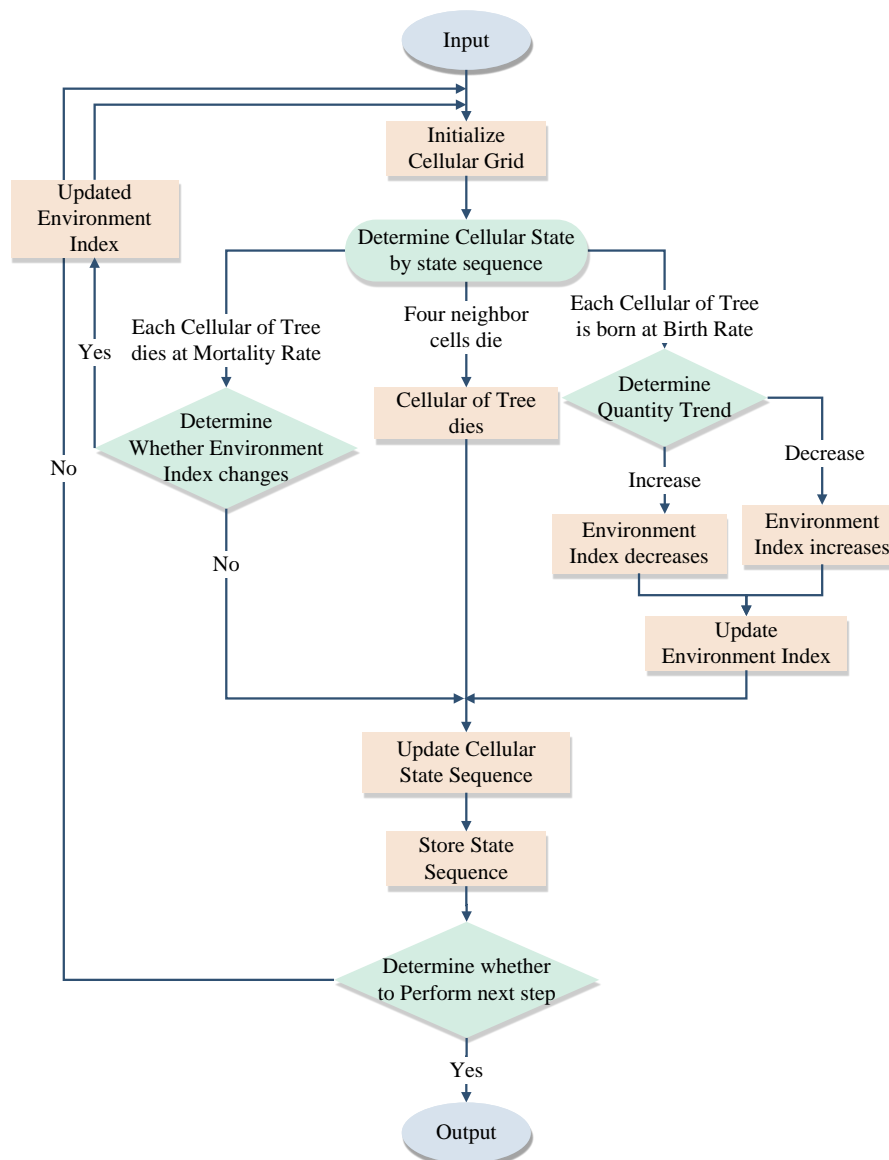 Input
Initialize
Cellular Grid
Updated
Environment
Index
Determine Cellular State
by state sequence
Each Cellular of Tree
dies at Mortality Rate
Four neighbor
cells die
Each Cellular of Tree
is born at Birth Rate
Yes
Determine
Whether Environment
Index changes
Cellular of Tree
dies
Determine
Quantity Trend
No
Increase
Decrease
No
Environment
Index decreases
Environment
Index increases
Update
Environment Index
Update Cellular
State Sequence
Store State
Sequence
Determine whether
to Perform next step
Yes
Output